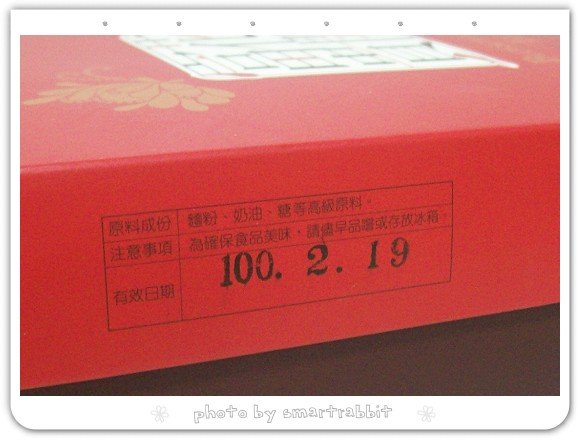 原料成份 麵粉、奶油、糖等高級原料。
注意事項 為確保食品美味，請儘早品嚐或存放冰箱。
有效日期 100. 2. 19
photo by smartrabbit